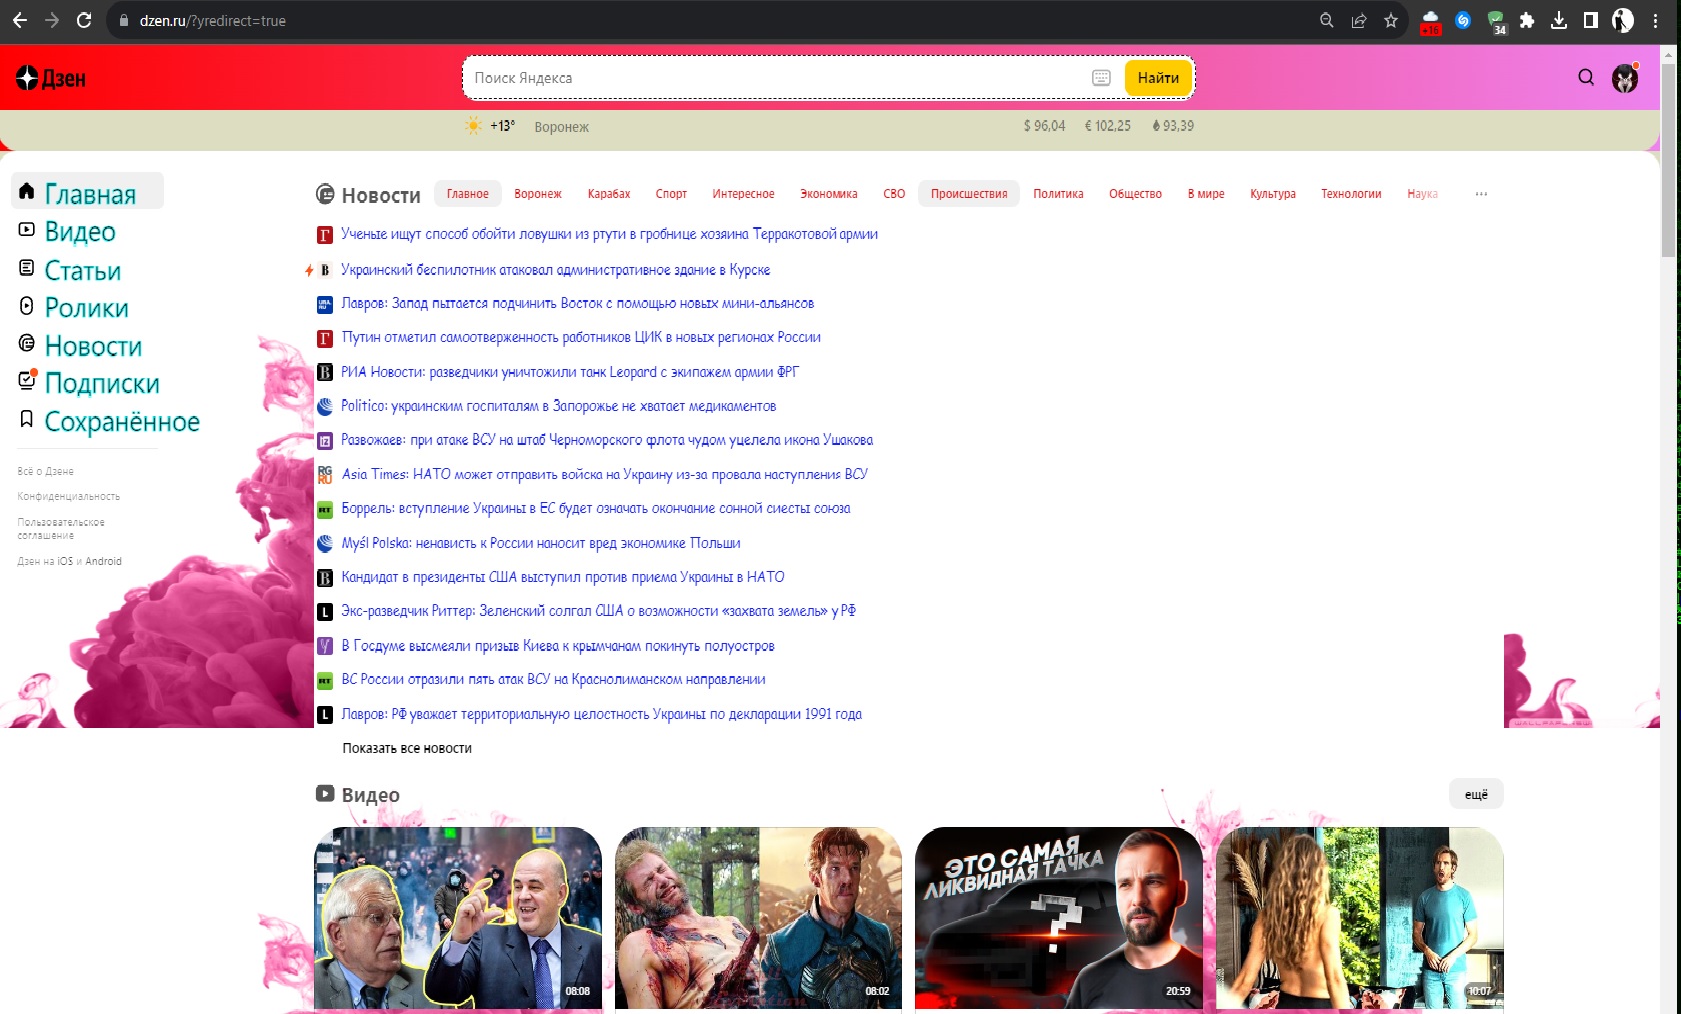 dzen.ru/?yredirect=true
+16
34
Дзен
Поиск Яндекса
Найти
+13° Воронеж
$ 96,04 € 102,25 93,39
Главная
Видео
Статьи
Ролики
Новости
Подписки
Сохранённое
Всё о Дзене
Конфиденциальность
Пользовательское
соглашение
Дзен на iOS и Android
Новости Главное Воронеж Карабах Спорт Интересное Экономика СВО Происшествия Политика Общество В мире Культура Технологии Наука ...
Ученые ищут способ обойти ловушки из ртути в гробнице хозяина Терракотовой армии
Украинский беспилотник атаковал административное здание в Курске
Лавров: Запад пытается подчинить Восток с помощью новых мини-альянсов
Путин отметил самоотверженность работников ЦИК в новых регионах России
РИА Новости: разведчики уничтожили танк Leopard с экипажем армии ФРГ
Politico: украинским госпиталям в Запорожье не хватает медикаментов
Развожаев: при атаке ВСУ на штаб Черноморского флота чудом уцелела икона Ушакова
Asia Times: НАТО может отправить войска на Украину из-за провала наступления ВСУ
Боррель: вступление Украины в ЕС будет означать окончание сонной сиесты союза
Myśl Polska: ненависть к России наносит вред экономике Польши
Кандидат в президенты США выступил против приема Украины в НАТО
Экс-разведчик Риттер: Зеленский солгал США о возможности «захвата земель» у РФ
В Госдуме высмеяли призыв Киева к крымчанам покинуть полуостров
ВС России отразили пять атак ВСУ на Краснолиманском направлении
Лавров: РФ уважает территориальную целостность Украины по декларации 1991 года
Показать все новости
Видео
ещё
ЭТО САМАЯ
ЛИКВИДНАЯ ТАЧКА
?
08:08
08:02
20:59
10:07